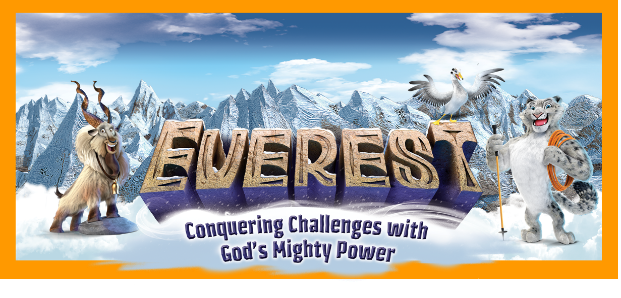 EVEREST
Conquering Challenges with
God's Mighty Power